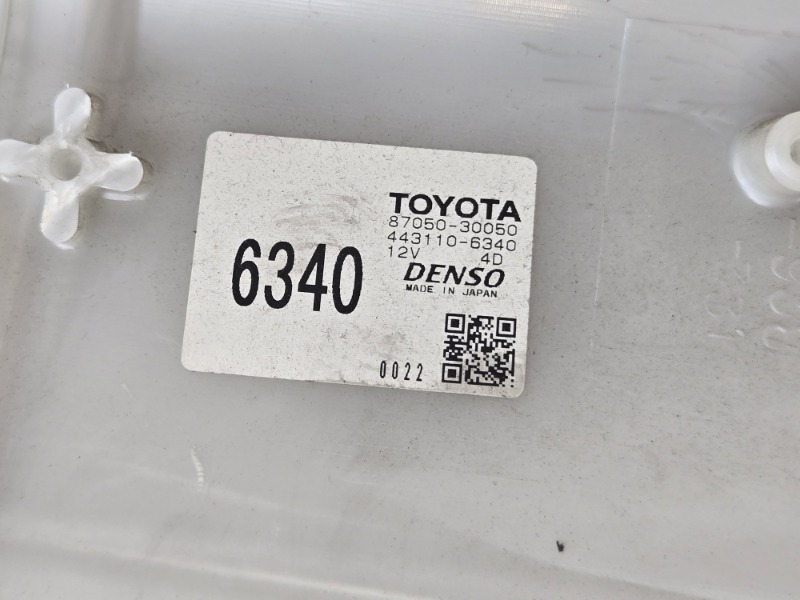 TOYOTA
87050-30050
443110-6340
12V 4D
6340
DENSO
MADE IN JAPAN
0022